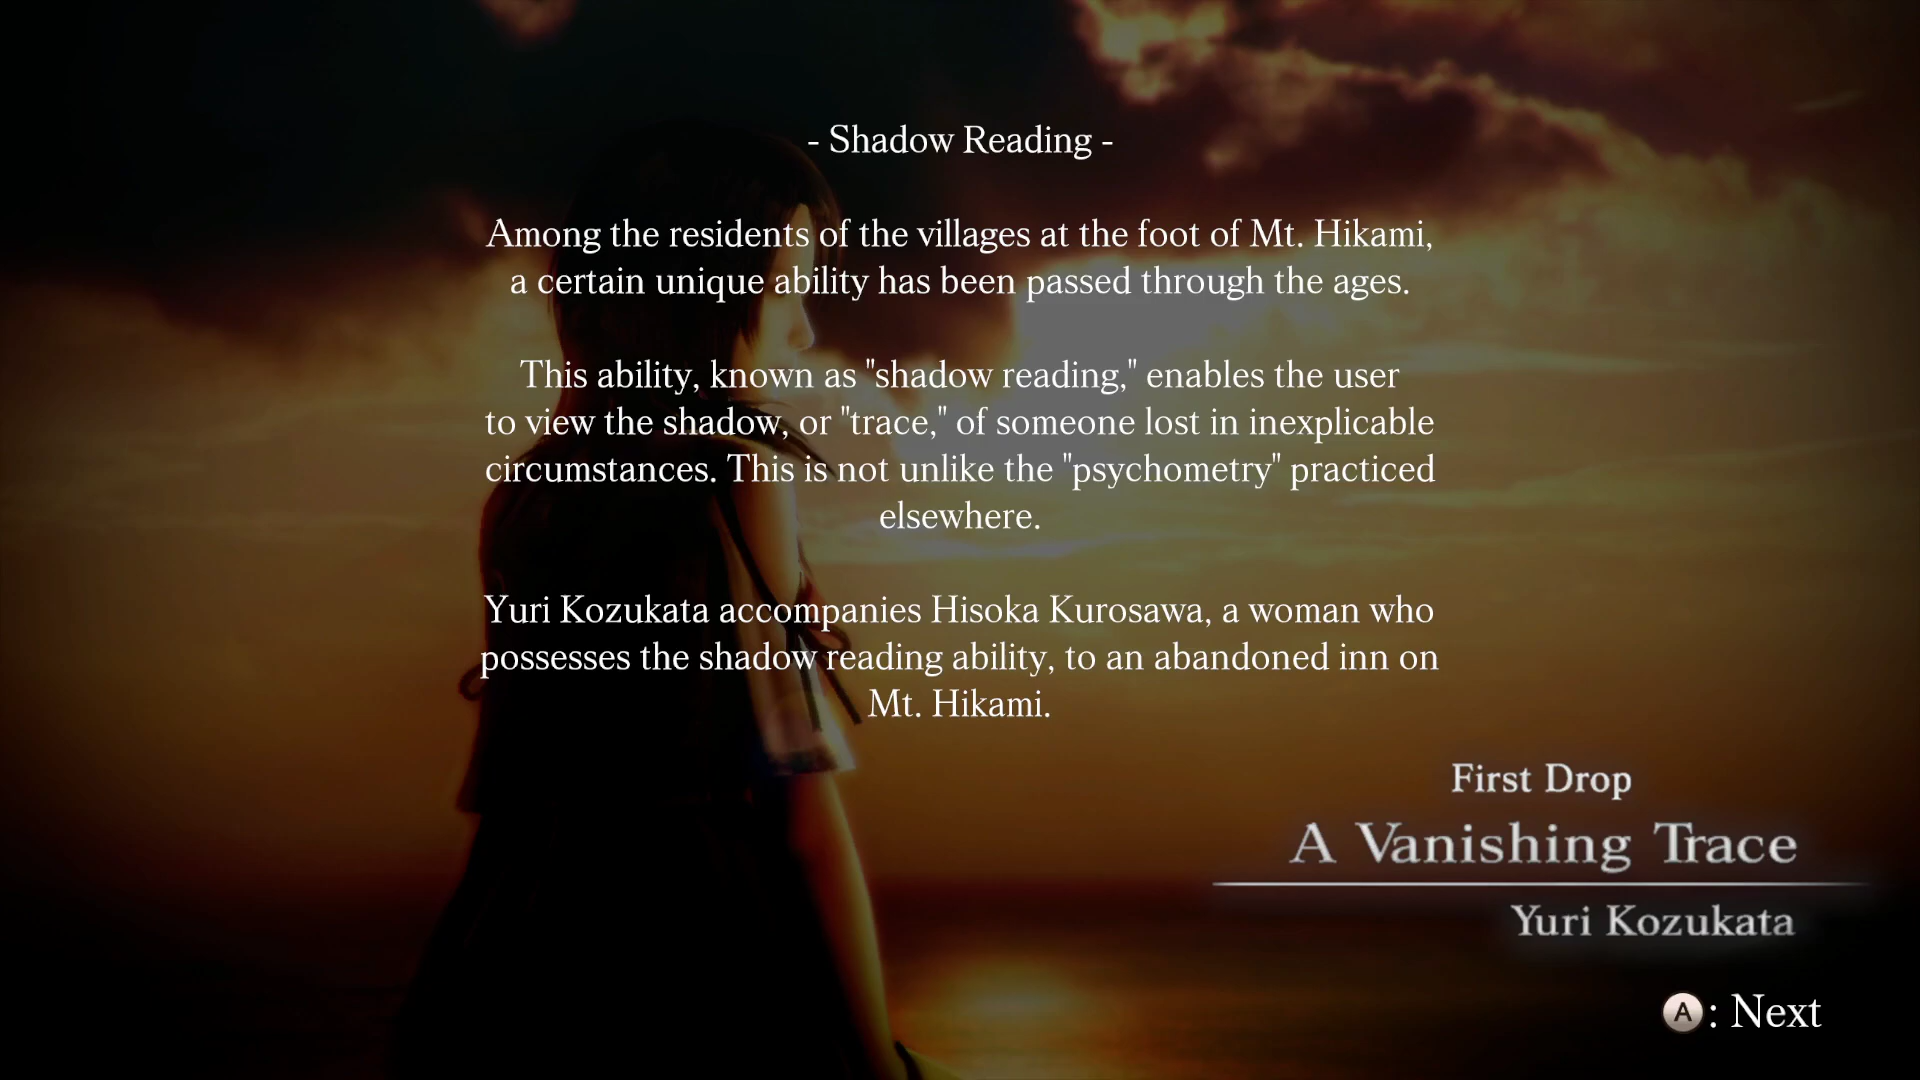 - Shadow Reading -
Among the residents of the villages at the foot of Mt. Hikami,
a certain unique ability has been passed through the ages.
This ability, known as "shadow reading," enables the user
to view the shadow, or "trace," of someone lost in inexplicable
circumstances. This is not unlike the "psychometry" practiced
elsewhere.
Yuri Kozukata accompanies Hisoka Kurosawa, a woman who
possesses the shadow reading ability, to an abandoned inn on
Mt. Hikami.
First Drop
A Vanishing Trace
Yuri Kozukata
A: Next